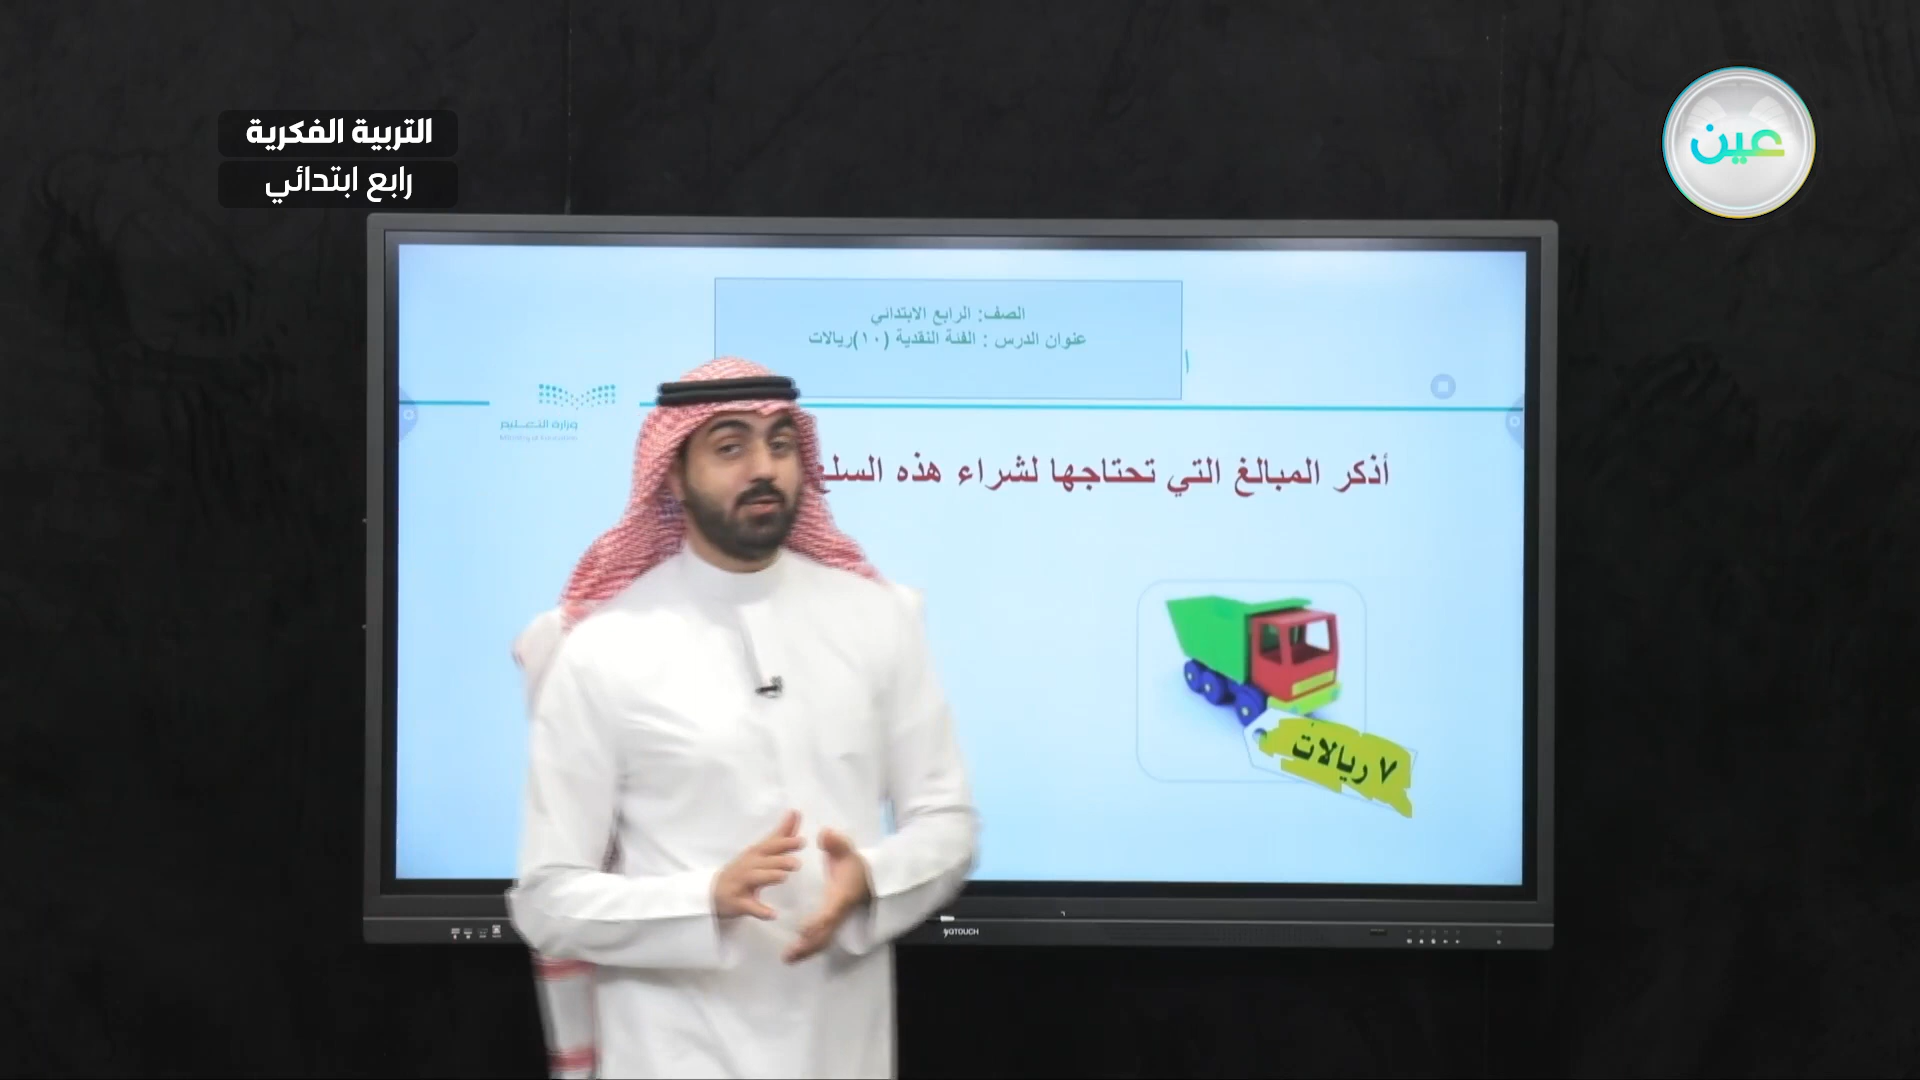 التربية الفكرية
رابع ابتدائي
عين
الصف: الرابع الابتدائي
عنوان الدرس : الفئة النقدية (١٠)ريالات
وزارة التعليم
Ministry of Education
أذكر المبالغ التي تحتاجها لشراء هذه
٧ ريالات